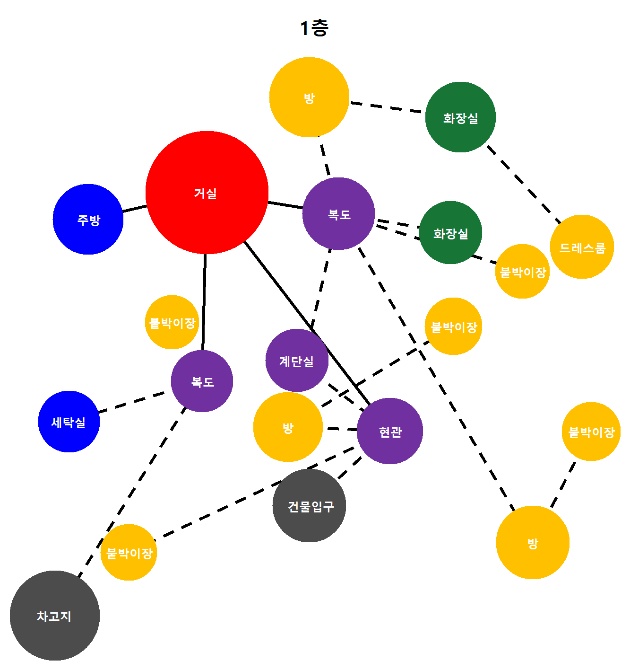 1층
방
화장실
거실
복도
주방
화장실
드레스룸
붙박이장
붙박이장
붙박이장
계단실
복도
세탁실
방
현관
붙박이장
건물입구
방
붙박이장
차고지